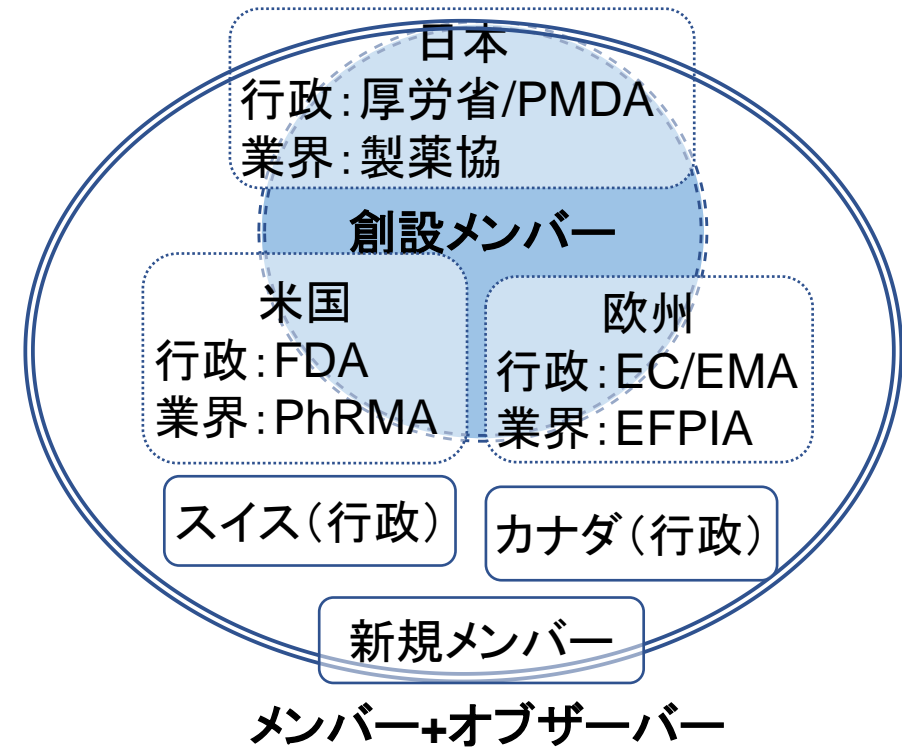 日本
行政：厚労省/PMDA
業界：製薬協
創設メンバー
米国
行政：FDA
業界：PhRMA
欧州
行政：EC/EMA
業界：EFPIA
スイス（行政）
カナダ（行政）
新規メンバー
メンバー+オブザーバー